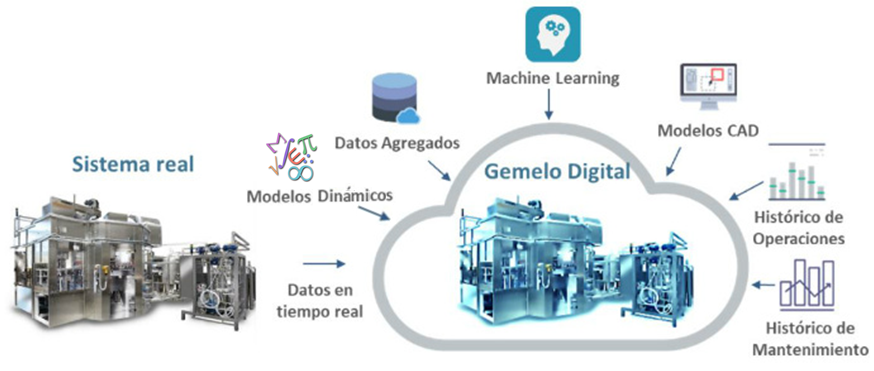 Machine Learning
Modelos CAD
Datos Agregados
Sistema real
Gemelo Digital
Modelos Dinámicos
Histórico de
Operaciones
Datos en
tiempo real
Histórico de
Mantenimiento